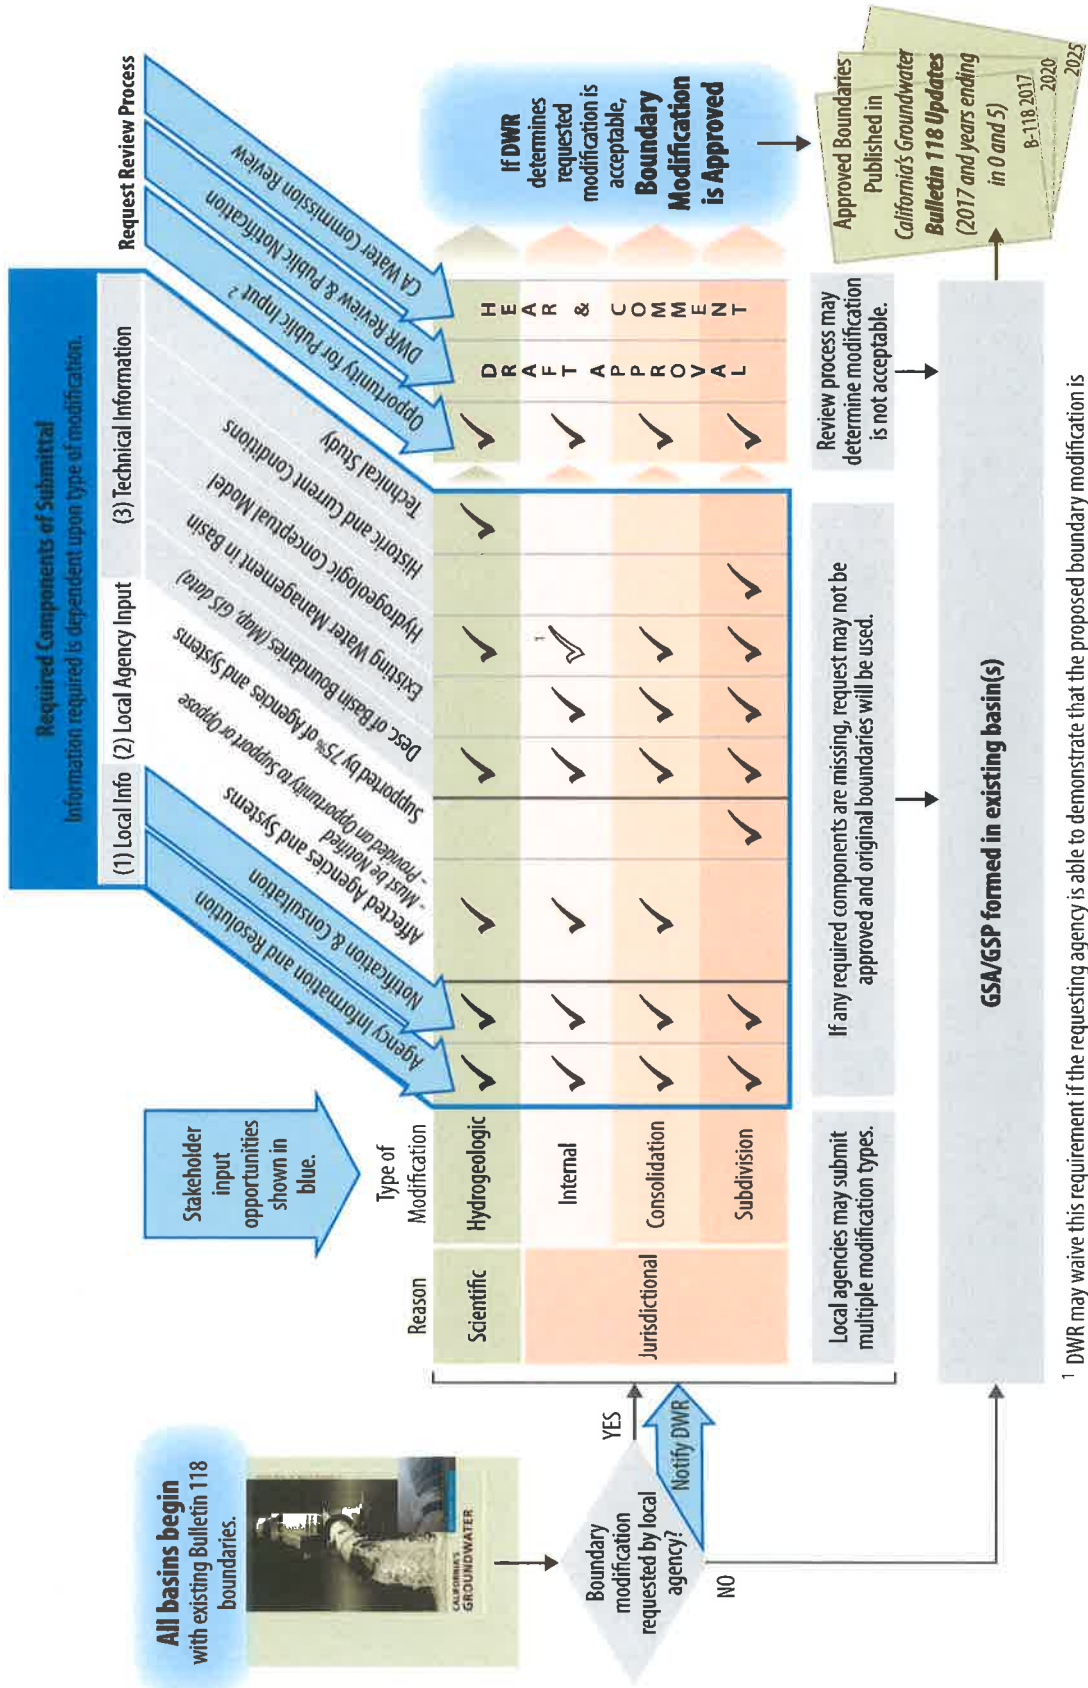 All basins begin
with existing Bulletin 118
boundaries.
CALIFORNIA'S
GROUNDWATER
Boundary
modification
requested by local
agency?
YES
Notify DWR
NO
Stakeholder
input
opportunities
shown in
blue.
Required Components of Submittal
Information required is dependent upon type of modification.
(1) Local Info
(2) Local Agency Input
(3) Technical Information
Request Review Process
Reason
Type of
Modification
Agency Information and Resolution
Notification & Consultation
Affected Agencies and Systems
- Must be Notified
- Provided an Opportunity to Support or Oppose
Supported by 75% of Agencies and Systems
Desc. of Basin Boundaries (Map, GIS data)
Existing Water Management in Basin
Hydrogeologic Conceptual Model
Historic and Current Conditions
Technical Study
Opportunity for Public Input 2
DWR Review & Public Notification
CA Water Commission Review
Scientific
Hydrogeologic
Jurisdictional
Internal
1
Consolidation
Subdivision
DRAFT APPROVAL
HEAR & COMMENT
If DWR
determines
requested
modification is
acceptable,
Boundary
Modification
is Approved
Local agencies may submit
multiple modification types.
If any required components are missing, request may not be
approved and original boundaries will be used.
Review process may
determine modification
is not acceptable.
Approved Boundaries
Published in
California's Groundwater
Bulletin 118 Updates
(2017 and years ending
in 0 and 5)
B-118 2017
2020
2025
GSA/GSP formed in existing basin(s)
1 DWR may waive this requirement if the requesting agency is able to demonstrate that the proposed boundary modification is